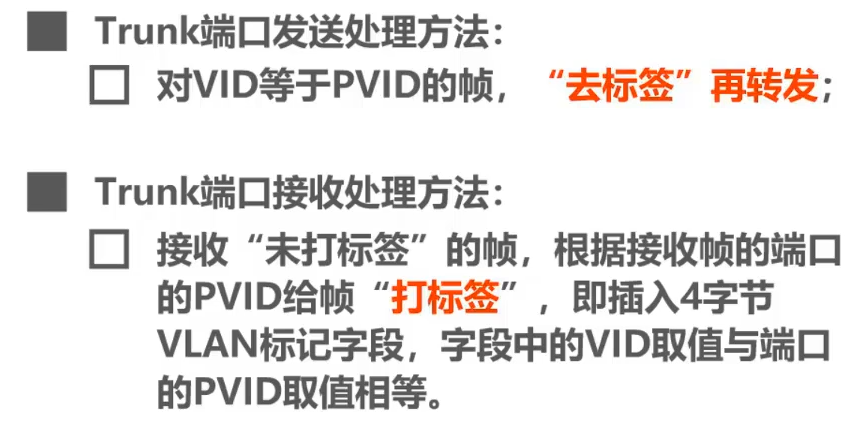 Trunk端口发送处理方法：
对VID等于PVID的帧，“去标签”再转发；
Trunk端口接收处理方法：
接收“未打标签”的帧，根据接收帧的端口
的PVID给帧“打标签”，即插入4字节
VLAN标记字段，字段中的VID取值与端口
的PVID取值相等。